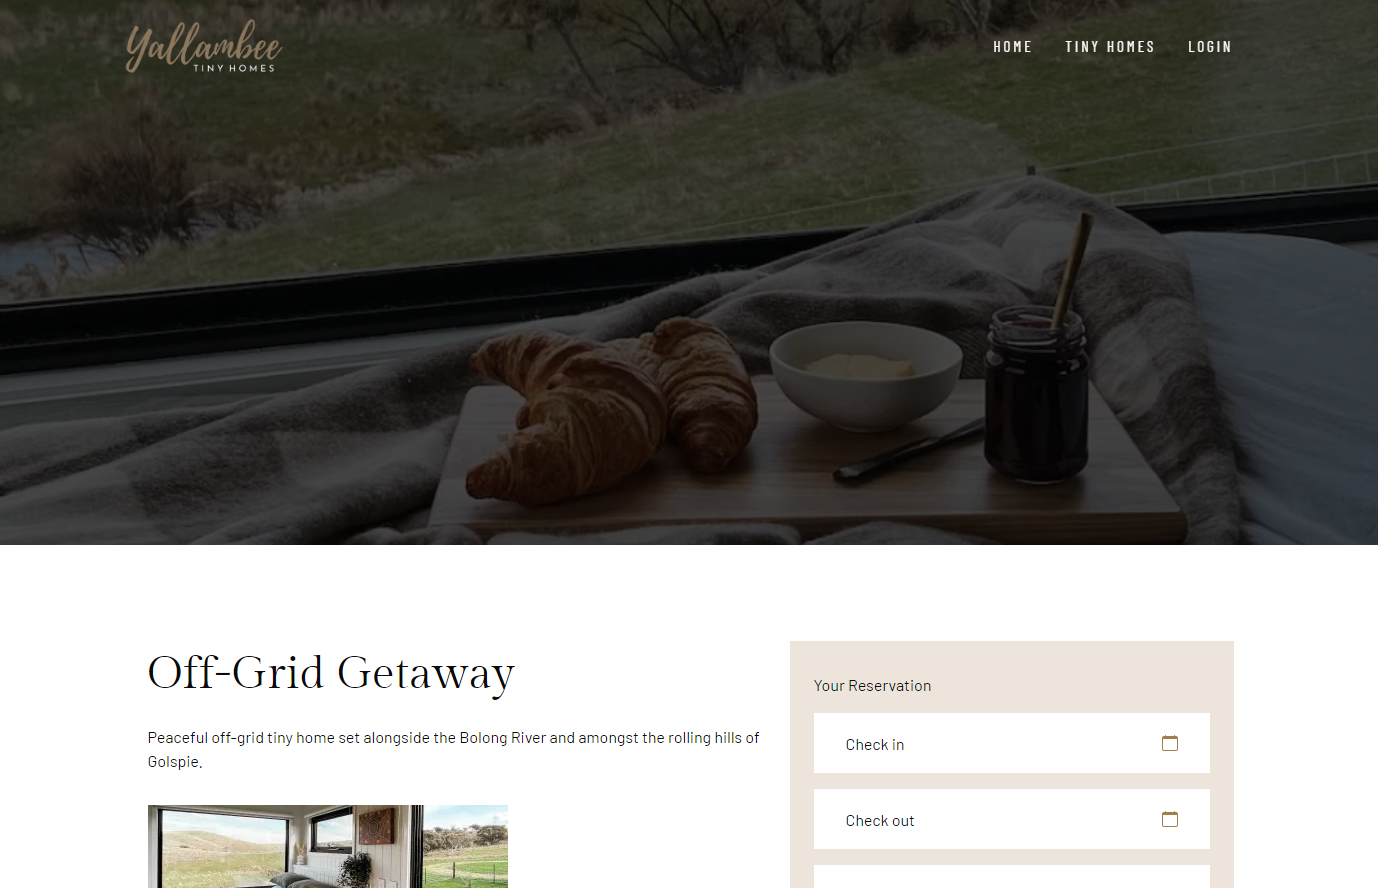 Yallambee
TINY HOMES
HOME TINY HOMES LOGIN
Off-Grid Getaway
Peaceful off-grid tiny home set alongside the Bolong River and amongst the rolling hills of
Golspie.
Your Reservation
Check in
Check out